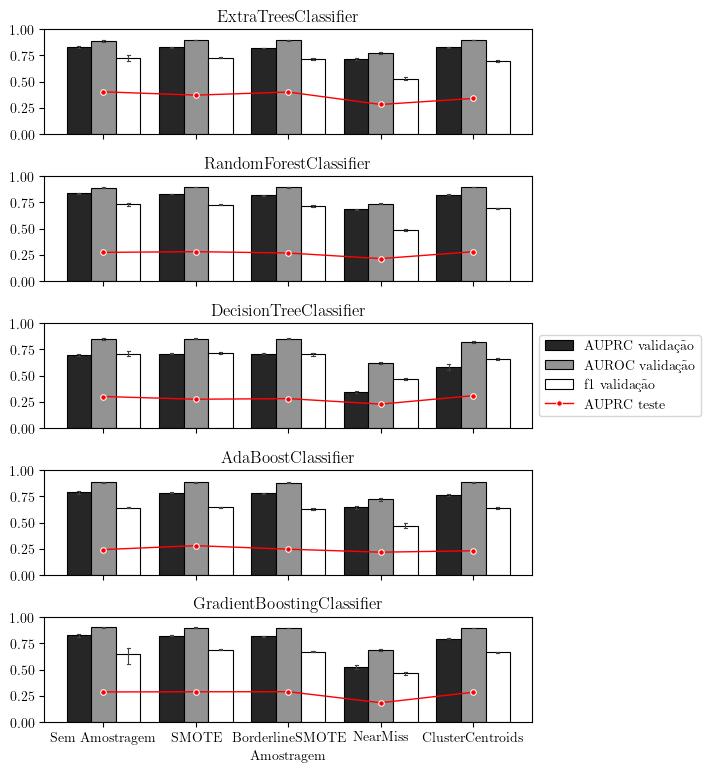 ExtraTreesClassifier
1.00
0.75
0.50
0.25
0.00
RandomForestClassifier
1.00
0.75
0.50
0.25
0.00
DecisionTreeClassifier
1.00
0.75
0.50
0.25
0.00
AUPRC validação
AUROC validação
f1 validação
AUPRC teste
AdaBoostClassifier
1.00
0.75
0.50
0.25
0.00
GradientBoostingClassifier
1.00
0.75
0.50
0.25
0.00
Sem Amostragem SMOTE BorderlineSMOTE NearMiss ClusterCentroids
Amostragem